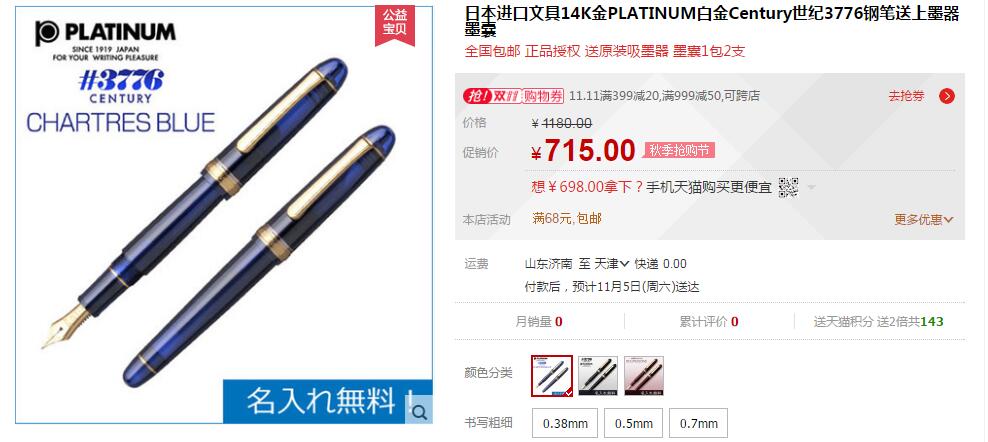 PLATINUM
SINCE 1919 JAPAN
FOR YOUR WRITING PLEASURE
#3776
CENTURY
CHARTRES BLUE
公益
宝贝
名入れ無料！
日本进口文具14K金PLATINUM白金Century世纪3776钢笔送上墨器
墨囊
全国包邮 正品授权 送原装吸墨器 墨囊1包2支
抢! 双11 购物券 11.11满399减20,满999减50,可跨店 去抢券
价格 ¥1180.00
促销价 ¥715.00 秋季抢购节
想¥698.00拿下？手机天猫购买更便宜
本店活动 满68元,包邮 更多优惠
运费 山东济南 至 天津 快递 0.00
付款后，预计11月5日(周六)送达
月销量 0 累计评价 0 送天猫积分 送2倍共143
颜色分类
书写粗细 0.38mm 0.5mm 0.7mm